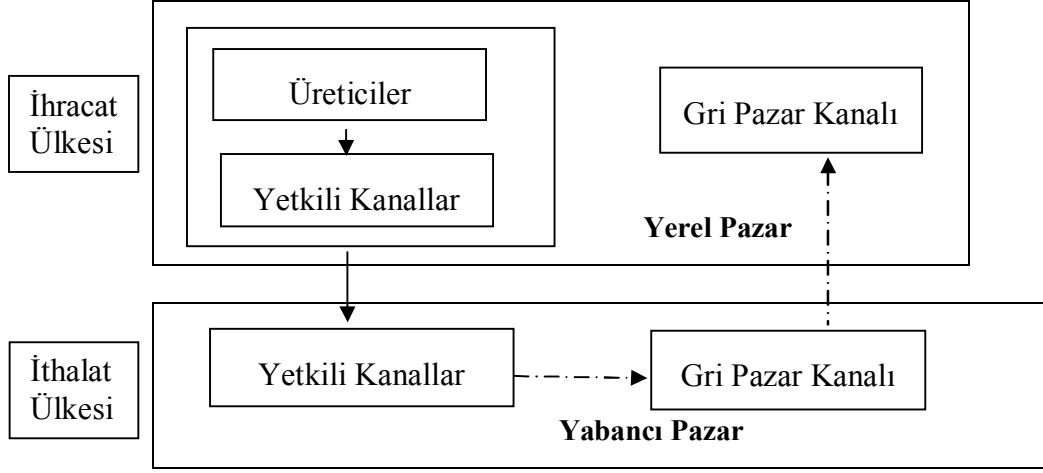 İhracat
Ülkesi
Üreticiler
Yetkili Kanallar
Gri Pazar Kanalı
Yerel Pazar
İthalat
Ülkesi
Yetkili Kanallar
Gri Pazar Kanalı
Yabancı Pazar